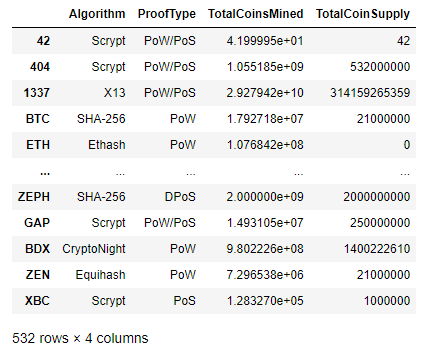 Algorithm ProofType TotalCoinsMined TotalCoinSupply
42 Scrypt PoW/PoS 4.199995e+01 42
404 Scrypt PoW/PoS 1.055185e+09 532000000
1337 X13 PoW/PoS 2.927942e+10 314159265359
BTC SHA-256 PoW 1.792718e+07 21000000
ETH Ethash PoW 1.076842e+08 0
... ... ... ... ...
ZEPH SHA-256 DPoS 2.000000e+09 2000000000
GAP Scrypt PoW/PoS 1.493105e+07 250000000
BDX CryptoNight PoW 9.802226e+08 1400222610
ZEN Equihash PoW 7.296538e+06 21000000
XBC Scrypt PoS 1.283270e+05 1000000
532 rows × 4 columns